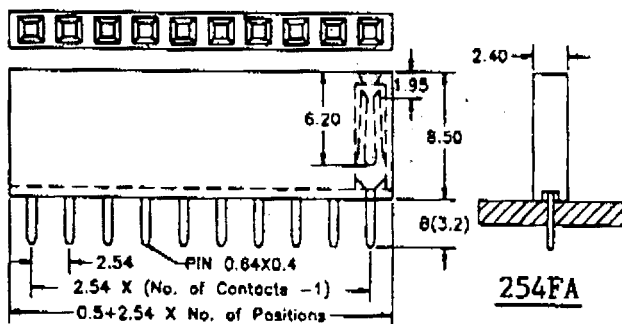 2.40
1.95
6.20
8.50
B(3.2)
2.54
PIN 0.64X0.4
2.54 X (No. of Contacts -1)
0.5+2.54 X No. of Positions
254FA